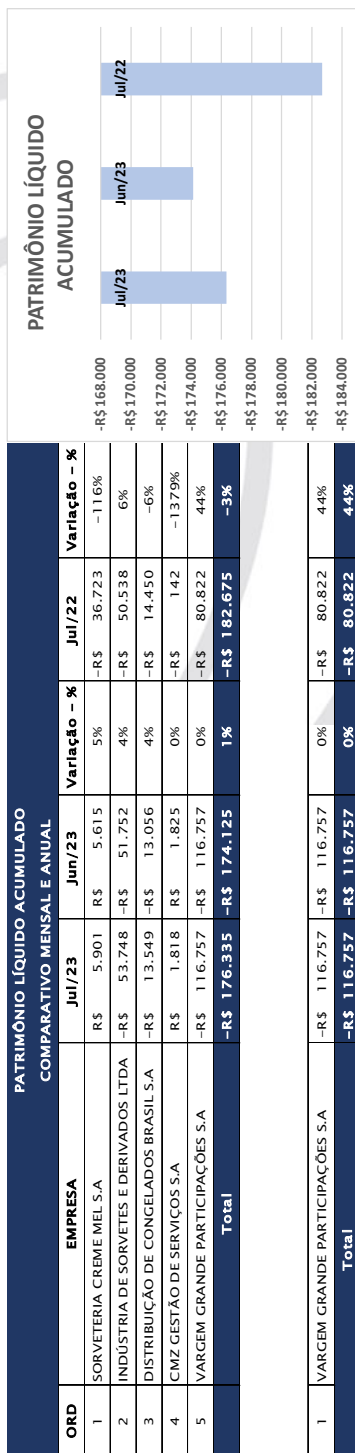 PATRIMÔNIO LÍQUIDO ACUMULADO
COMPARATIVO MENSAL E ANUAL
ORD EMPRESA Jul/23 Jun/23 Variação – % Jul/22 Variação – %
1 SORVETERIA CREME MEL S.A R$ 5.901 R$ 5.615 5% –R$ 36.723 –116%
2 INDÚSTRIA DE SORVETES E DERIVADOS LTDA –R$ 53.748 –R$ 51.752 4% –R$ 50.538 6%
3 DISTRIBUIÇÃO DE CONGELADOS BRASIL S.A –R$ 13.549 –R$ 13.056 4% –R$ 14.450 –6%
4 CMZ GESTÃO DE SERVIÇOS S.A R$ 1.818 R$ 1.825 0% –R$ 142 –1379%
5 VARGEM GRANDE PARTICIPAÇÕES S.A –R$ 116.757 –R$ 116.757 0% –R$ 80.822 44%
Total –R$ 176.335 –R$ 174.125 1% –R$ 182.675 –3%
1 VARGEM GRANDE PARTICIPAÇÕES S.A –R$ 116.757 –R$ 116.757 0% –R$ 80.822 44%
Total –R$ 116.757 –R$ 116.757 0% –R$ 80.822 44%
PATRIMÔNIO LÍQUIDO
ACUMULADO
-R$ 168.000
-R$ 170.000
-R$ 172.000
-R$ 174.000
-R$ 176.000
-R$ 178.000
-R$ 180.000
-R$ 182.000
-R$ 184.000
Jul/23 Jun/23 Jul/22